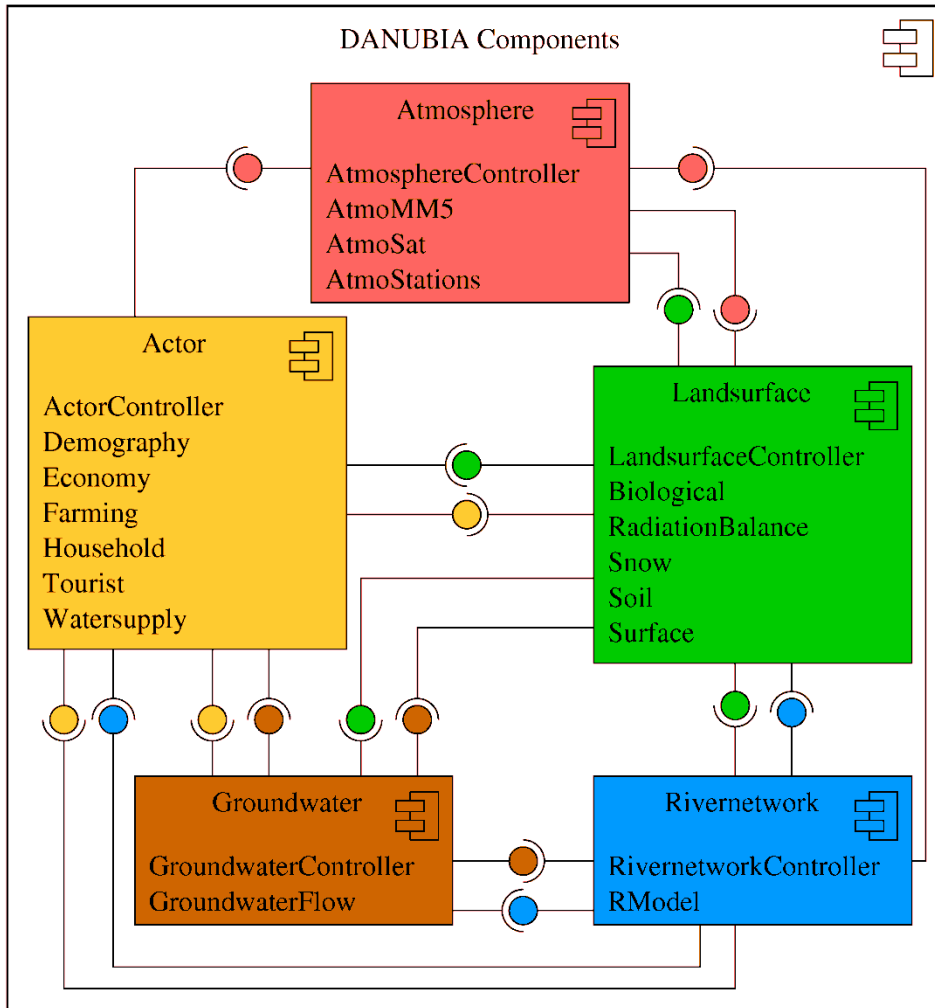 DANUBIA Components
Atmosphere
AtmosphereController
AtmoMM5
AtmoSat
AtmoStations
Actor
ActorController
Demography
Economy
Farming
Household
Tourist
Watersupply
Landsurface
LandsurfaceController
Biological
RadiationBalance
Snow
Soil
Surface
Groundwater
GroundwaterController
GroundwaterFlow
Rivernetwork
RivernetworkController
RModel